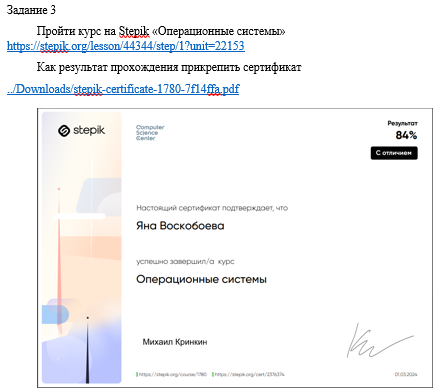 Задание 3
Пройти курс на Stepik «Операционные системы»
https://stepik.org/lesson/44344/step/1?unit=22153
Как результат прохождения прикрепить сертификат
../Downloads/stepik-certificate-1780-7f14ffa.pdf
stepik
Computer
Science
Center
Результат
84%
С отличием
Настоящий сертификат подтверждает, что
Яна Воскобоева
успешно завершил/а курс
Операционные системы
Михаил Кринкин
https://stepik.org/course/1780 https://stepik.org/cert/2376374 01.03.2024